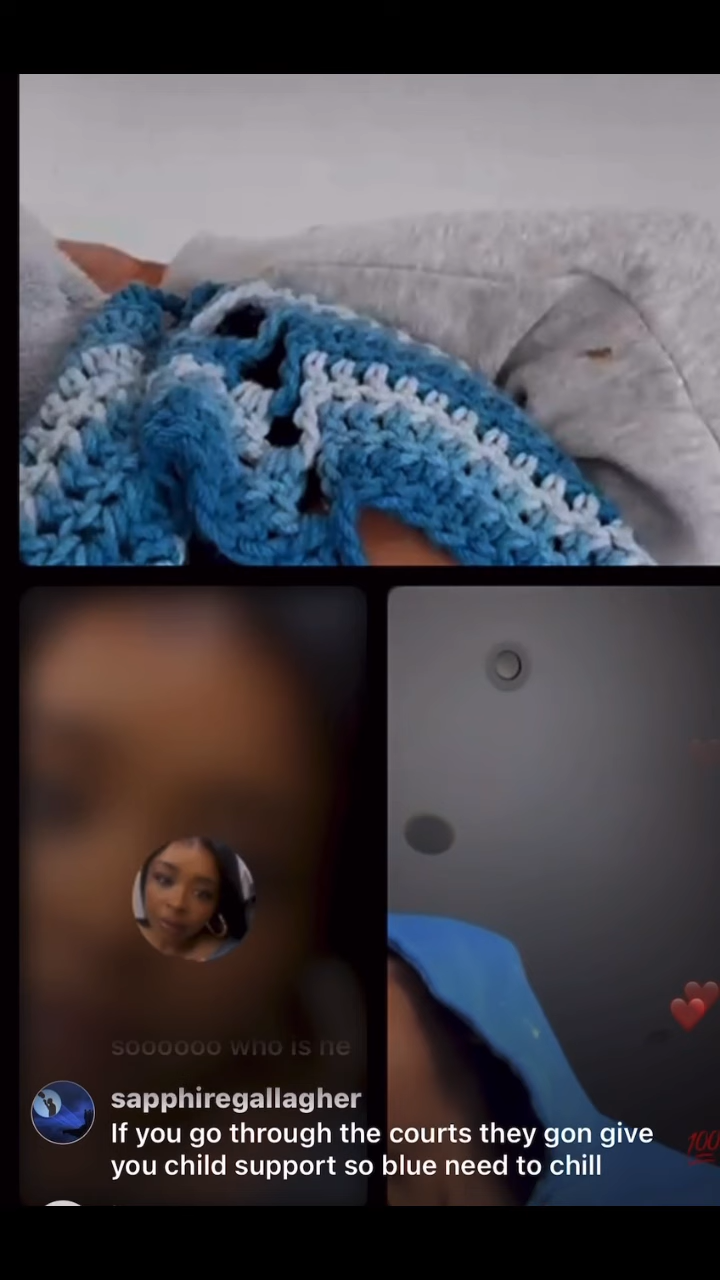 soooooo who is he
sapphiregallagher
If you go through the courts they gon give
you child support so blue need to chill
100